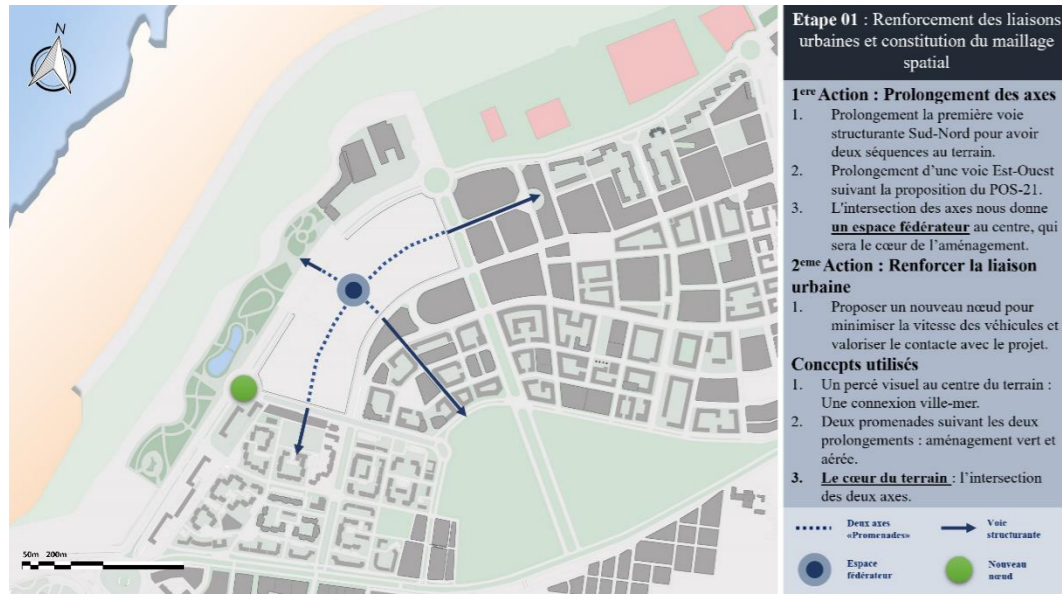 N
50m 200m
Etape 01 : Renforcement des liaisons
urbaines et constitution du maillage
spatial
1ere Action : Prolongement des axes
1. Prolongement la première voie
structurante Sud-Nord pour avoir
deux séquences au terrain.
2. Prolongement d'une voie Est-Ouest
suivant la proposition du POS-21.
3. L'intersection des axes nous donne
un espace fédérateur au centre, qui
sera le cœur de l'aménagement.
2eme Action : Renforcer la liaison
urbaine
1. Proposer un nouveau nœud pour
minimiser la vitesse des véhicules et
valoriser le contacte avec le projet.
Concepts utilisés
1. Un percé visuel au centre du terrain :
Une connexion ville-mer.
2. Deux promenades suivant les deux
prolongements : aménagement vert et
aérée.
3. Le cœur du terrain : l'intersection
des deux axes.
Deux axes
«Promenades»
Voie
structurante
Espace
fédérateur
Nouveau
nœud